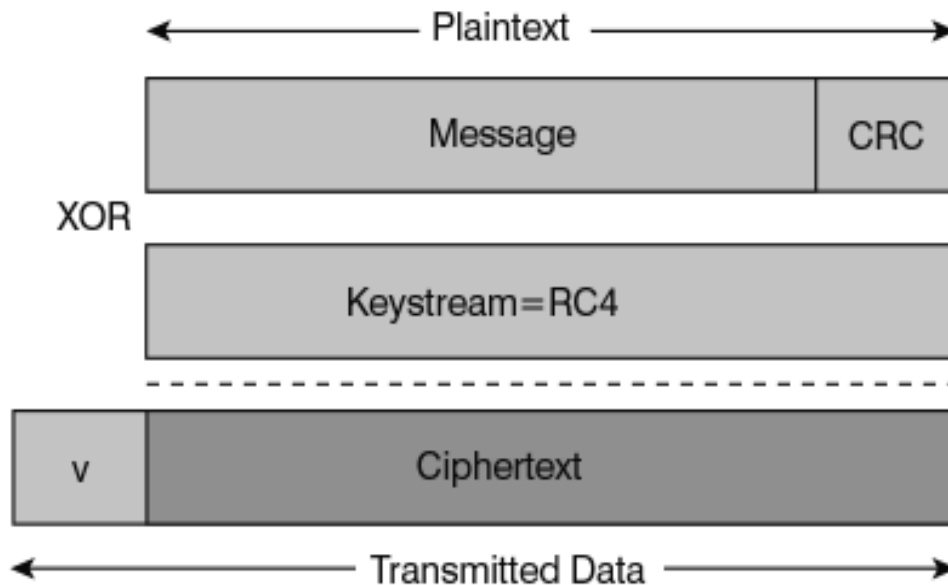 Plaintext
Message CRC
XOR
Keystream=RC4
v Ciphertext
Transmitted Data